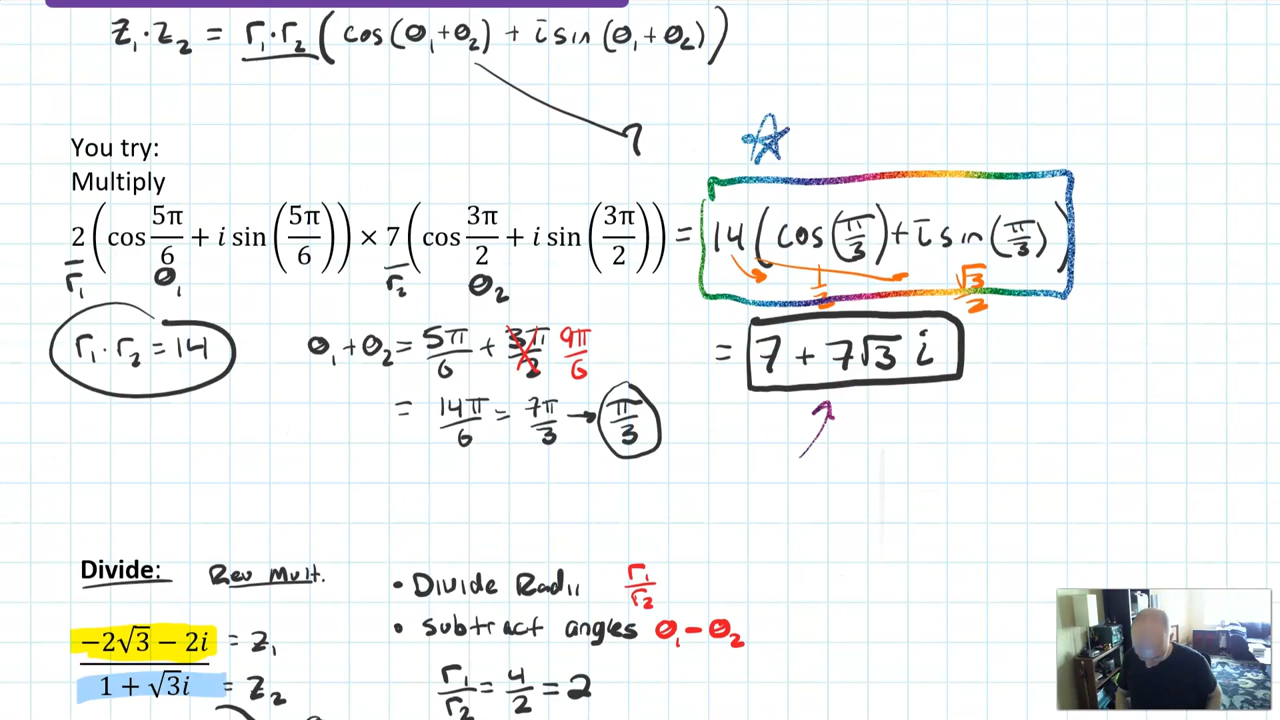 z₁·z₂ = r₁·r₂(cos(θ₁+θ₂) + i sin(θ₁+θ₂))
You try:
Multiply
2(cos 5π/6 + i sin(5π/6)) × 7(cos 3π/2 + i sin(3π/2)) = 14(cos(π/3) + i sin(π/3))
r₁ θ₁ r₂ θ₂ 1/2 √3/2
r₁·r₂ = 14 θ₁+θ₂ = 5π/6 + 3π/2 9π/6 = 7 + 7√3 i
= 14π/6 = 7π/3 → π/3
Divide: Rev Mult. • Divide Radii r₁/r₂
• subtract angles θ₁ − θ₂
−2√3 − 2i = z₁
1 + √3i = z₂ r₁/r₂ = 4/2 = 2